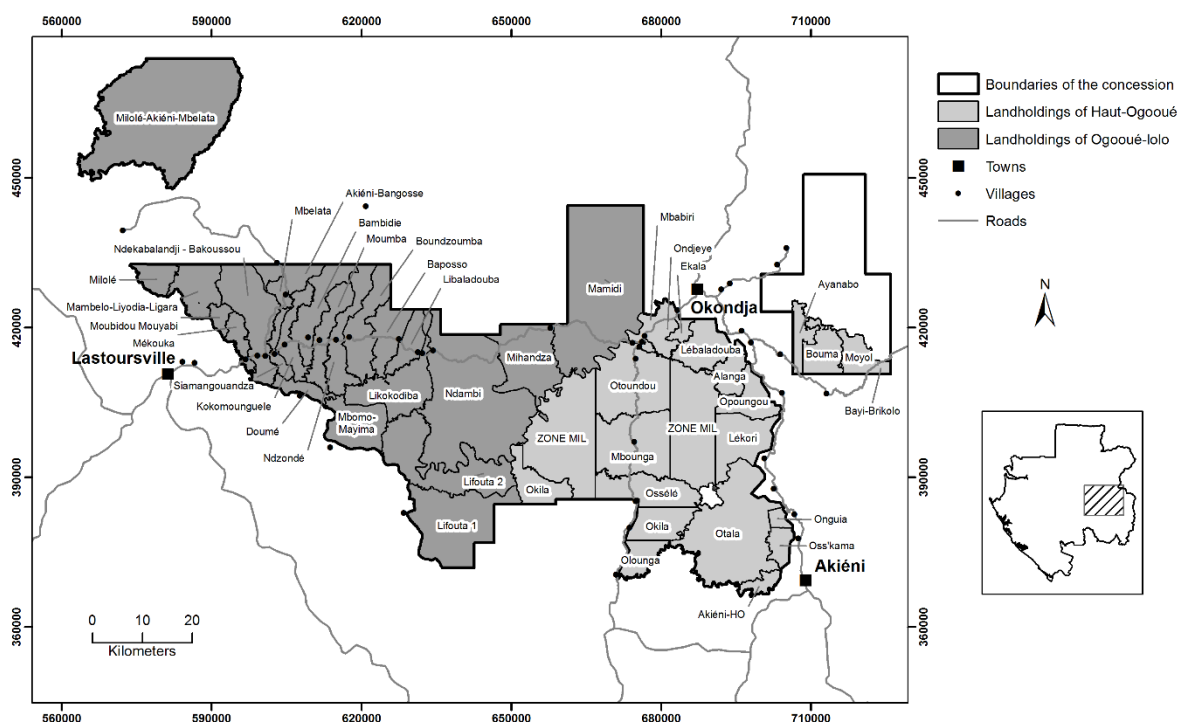 560000
590000
620000
650000
680000
710000
Boundaries of the concession
Landholdings of Haut-Ogooué
Landholdings of Ogooué-lolo
Towns
Villages
Roads
450000
450000
420000
420000
390000
390000
360000
360000
Milolé-Akiéni-Mbelata
Akiéni-Bangosse
Mbelata
Bambidie
Moumba
Ndekabalandji - Bakoussou
Boundzoumba
Baposso
Libaladouba
Milolé
Mambelo-Liyodia-Ligara
Moubidou Mouyabi
Mékouka
Lastoursville
Siamangouandza
Kokomounguele
Doumé
Ndzondé
Mbomo-
Mayima
Likokodiba
Ndambi
Mihandza
Mamidi
Lifouta 2
Lifouta 1
Mbabiri
Ondjeye
Ekala
Okondja
Lébaladouba
Alanga
Opoungou
Otoundou
ZONE MIL
ZONE MIL
Mbounga
Lékori
Okila
Ossélé
Okila
Otala
Olounga
Onguia
Oss'kama
Akiéni
Akiéni-HO
Ayanabo
Bouma
Moyol
Bayi-Brikolo
N
0
10
20
Kilometers
560000
590000
620000
650000
680000
710000